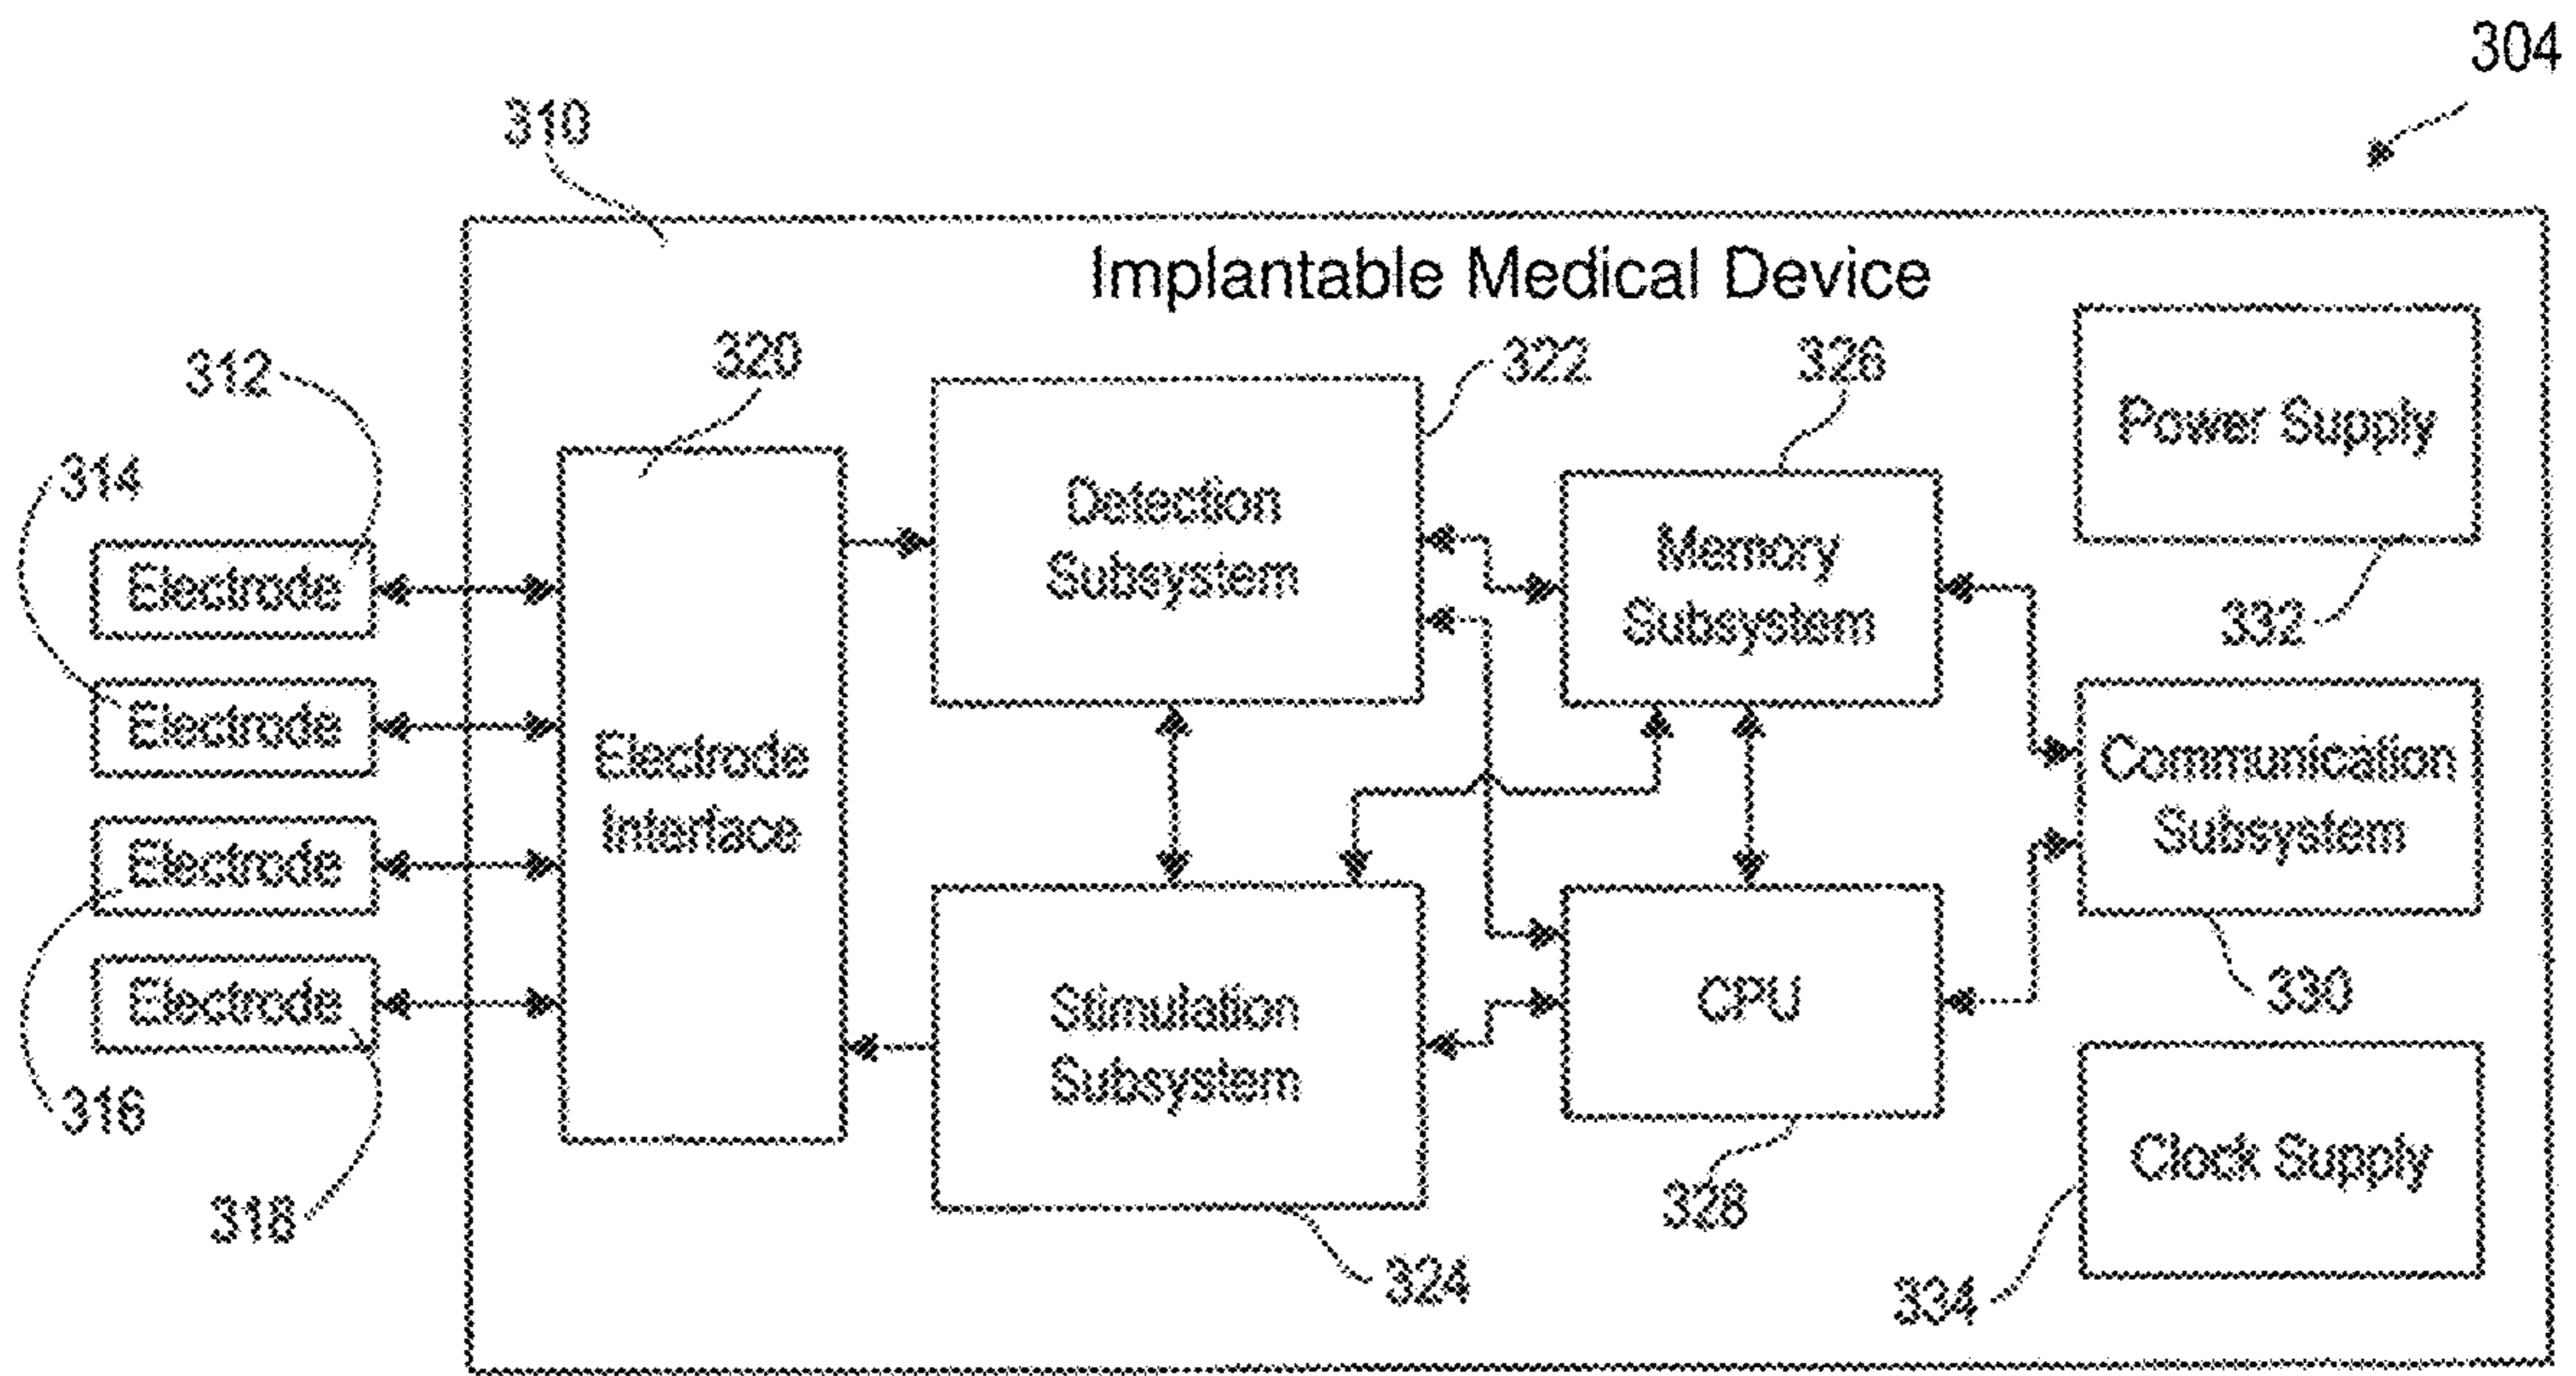 304
310
Implantable Medical Device
320
322
326
312
Power Supply
314
Detection
Subsystem
Memory
Subsystem
Electrode
332
Electrode
Electrode
Interface
Communication
Subsystem
Electrode
Electrode
Stimulation
Subsystem
CPU
330
316
318
328
Clock Supply
324
334